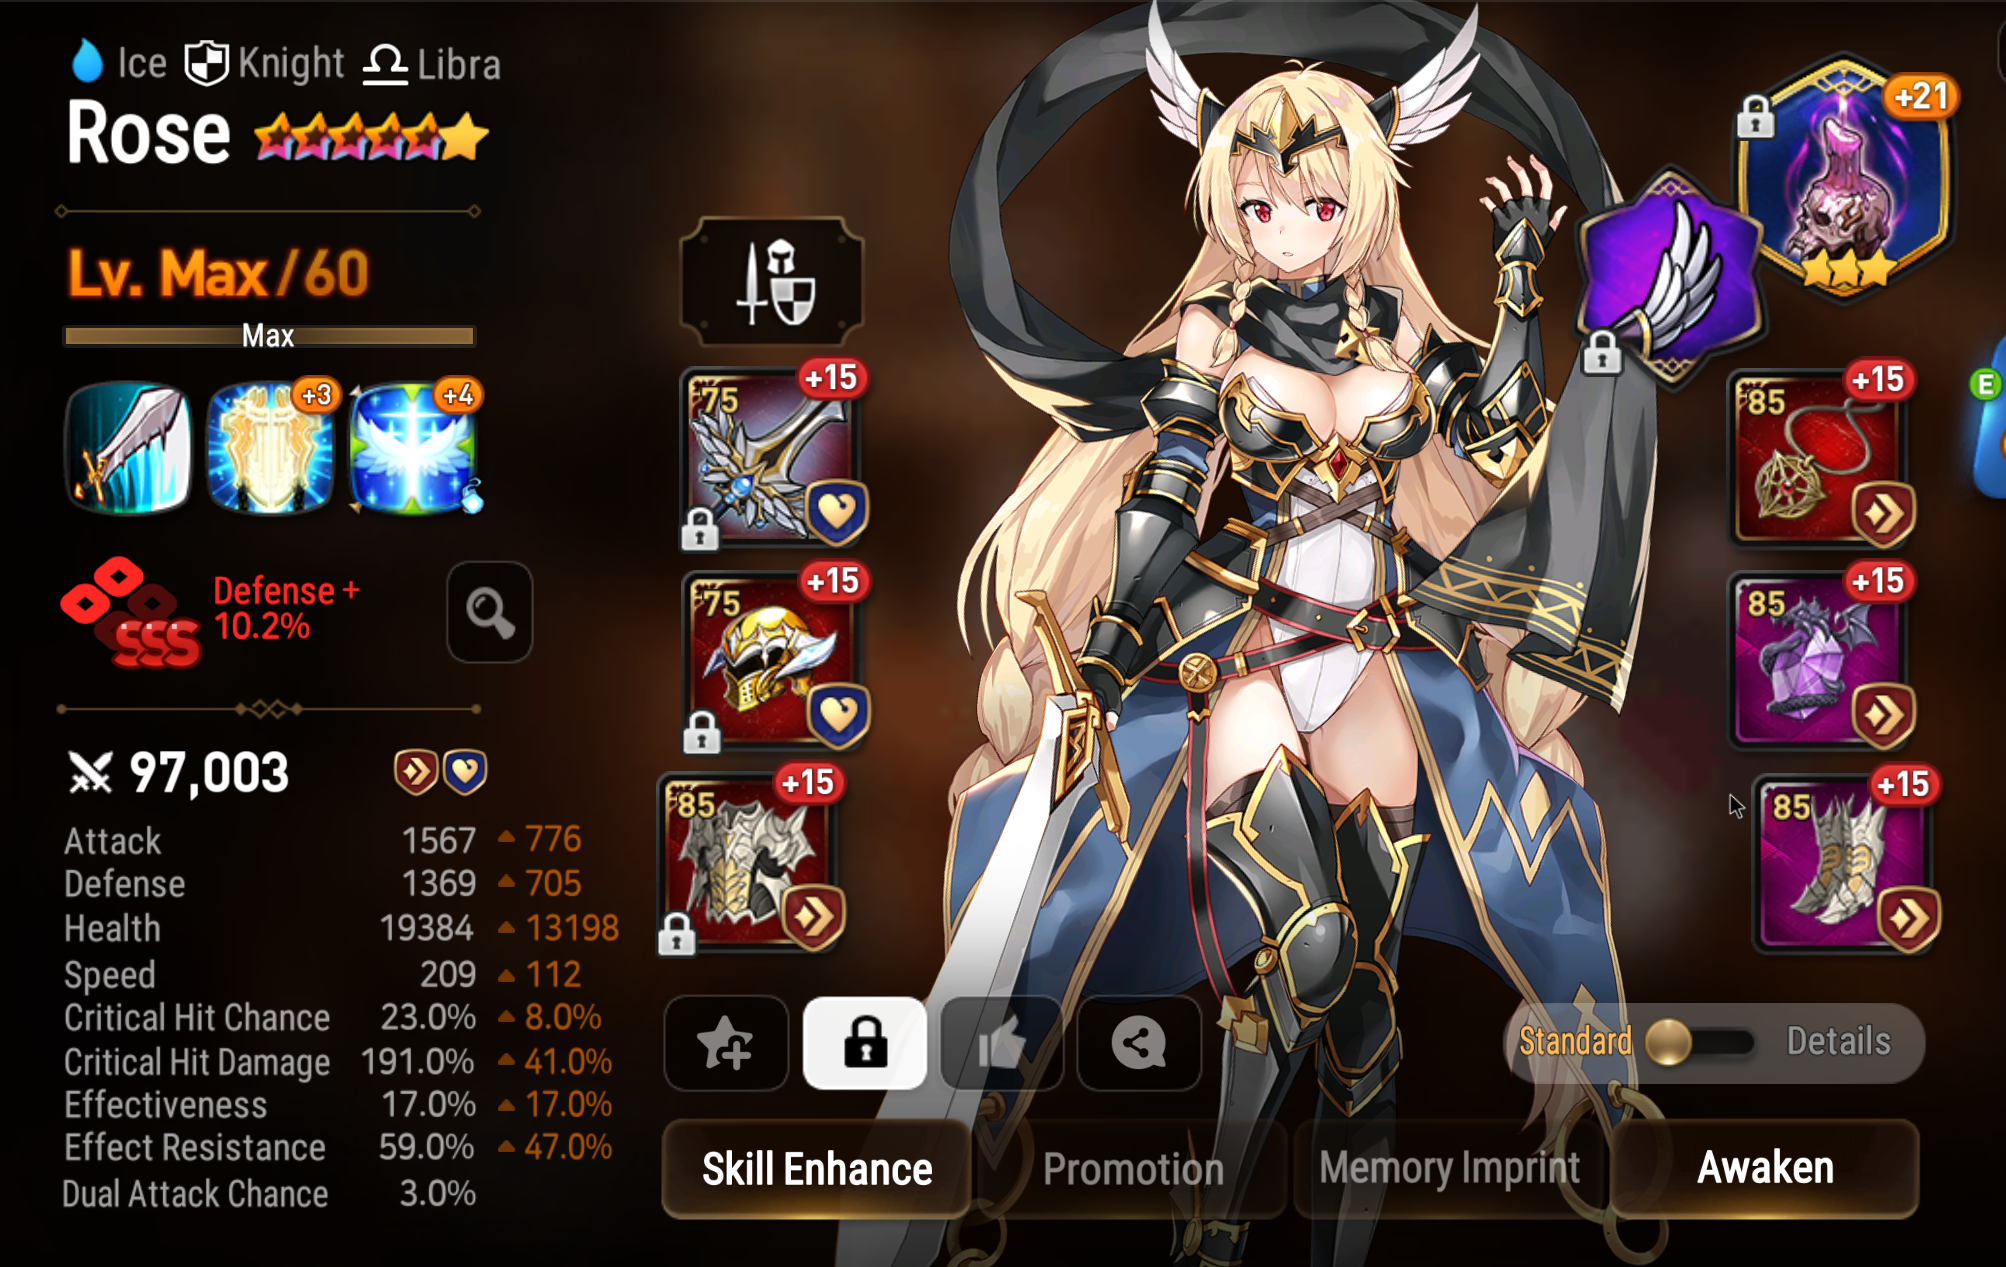 Ice Knight Libra
Rose
Lv. Max/60
Max
+3 +4
Defense +
10.2%
SSS
97,003
Attack 1567 776
Defense 1369 705
Health 19384 13198
Speed 209 112
Critical Hit Chance 23.0% 8.0%
Critical Hit Damage 191.0% 41.0%
Effectiveness 17.0% 17.0%
Effect Resistance 59.0% 47.0%
Dual Attack Chance 3.0%
75 +15
75 +15
85 +15
+21
85 +15
85 +15
85 +15
E
Standard Details
Skill Enhance Promotion Memory Imprint Awaken